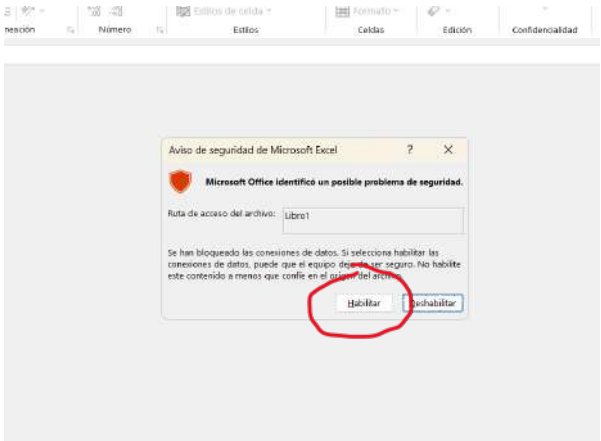 Estilos de celda
Formato
neación
Número
Estilos
Celdas
Edición
Confidencialidad
Aviso de seguridad de Microsoft Excel ? X
Microsoft Office identificó un posible problema de seguridad.
Ruta de acceso del archivo: Libro1
Se han bloqueado las conexiones de datos. Si selecciona habilitar las
conexiones de datos, puede que el equipo deje de ser seguro. No habilite
este contenido a menos que confíe en el origen del archivo.
Habilitar
Deshabilitar